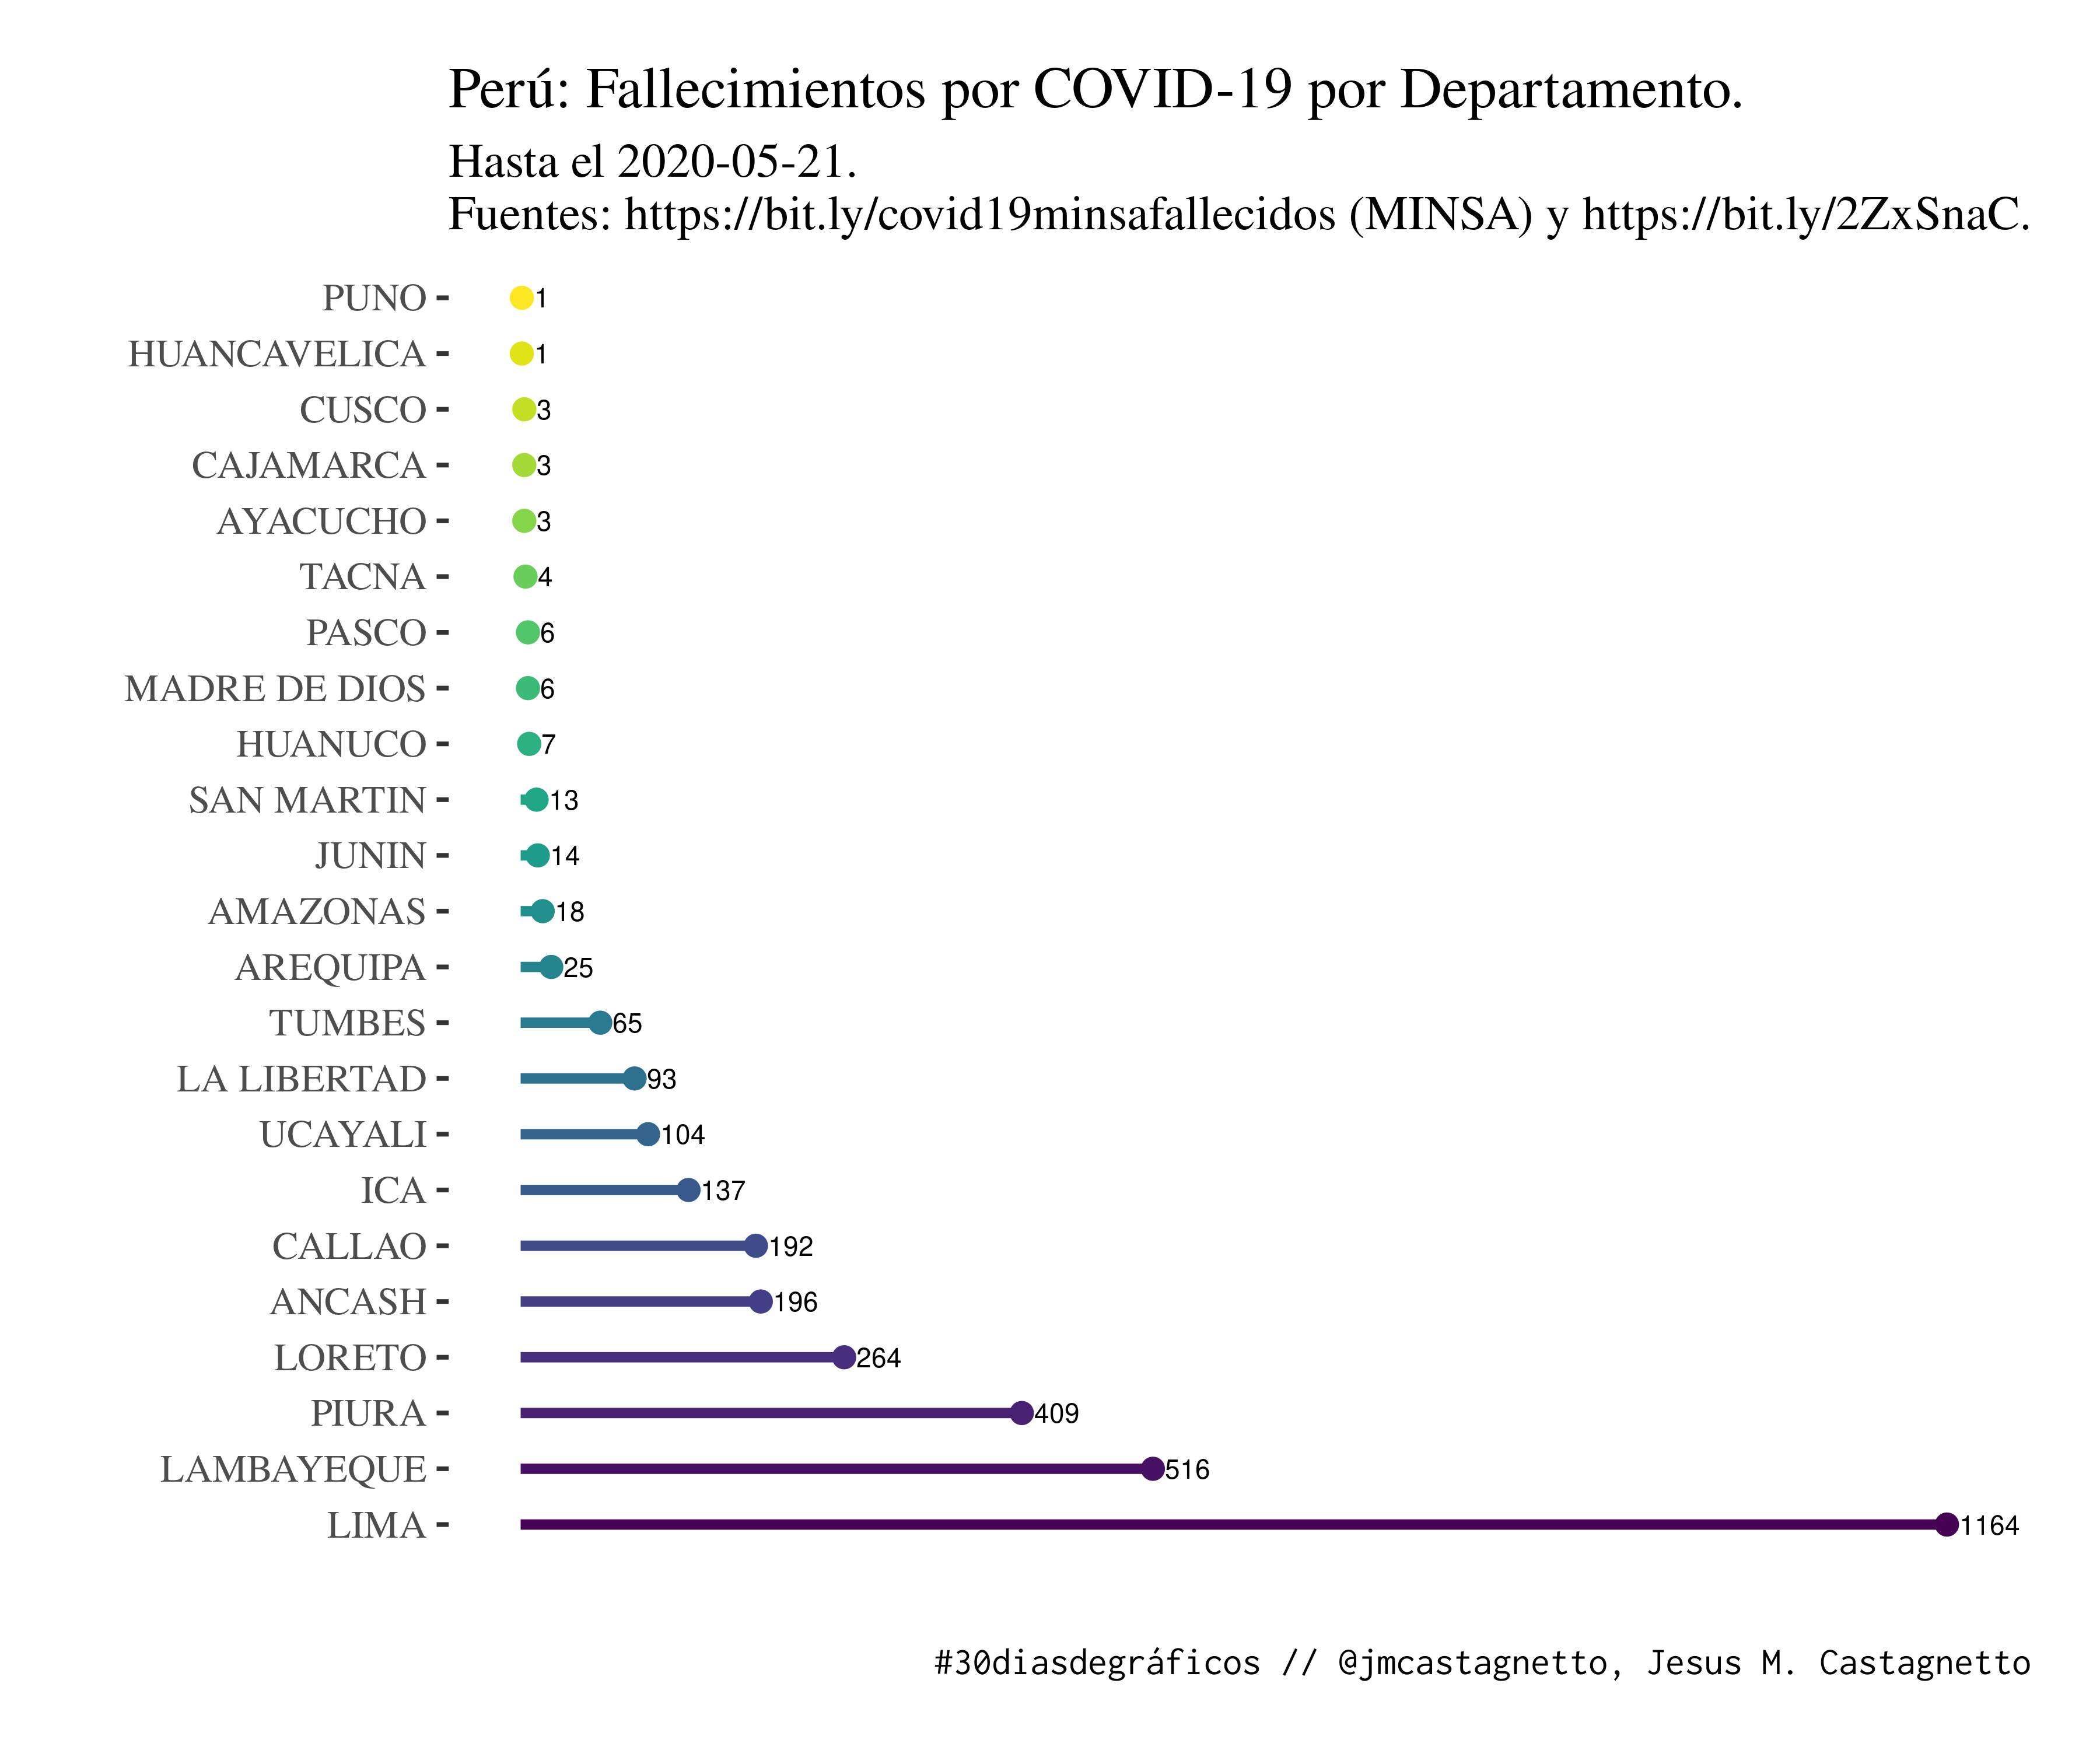 Perú: Fallecimientos por COVID-19 por Departamento.
Hasta el 2020-05-21.
Fuentes: https://bit.ly/covid19minsafallecidos (MINSA) y https://bit.ly/2ZxSnaC.
PUNO 1
HUANCAVELICA 1
CUSCO 3
CAJAMARCA 3
AYACUCHO 3
TACNA 4
PASCO 6
MADRE DE DIOS 6
HUANUCO 7
SAN MARTIN 13
JUNIN 14
AMAZONAS 18
AREQUIPA 25
TUMBES 65
LA LIBERTAD 93
UCAYALI 104
ICA 137
CALLAO 192
ANCASH 196
LORETO 264
PIURA 409
LAMBAYEQUE 516
LIMA 1164
#30diasdegráficos // @jmcastagnetto, Jesus M. Castagnetto